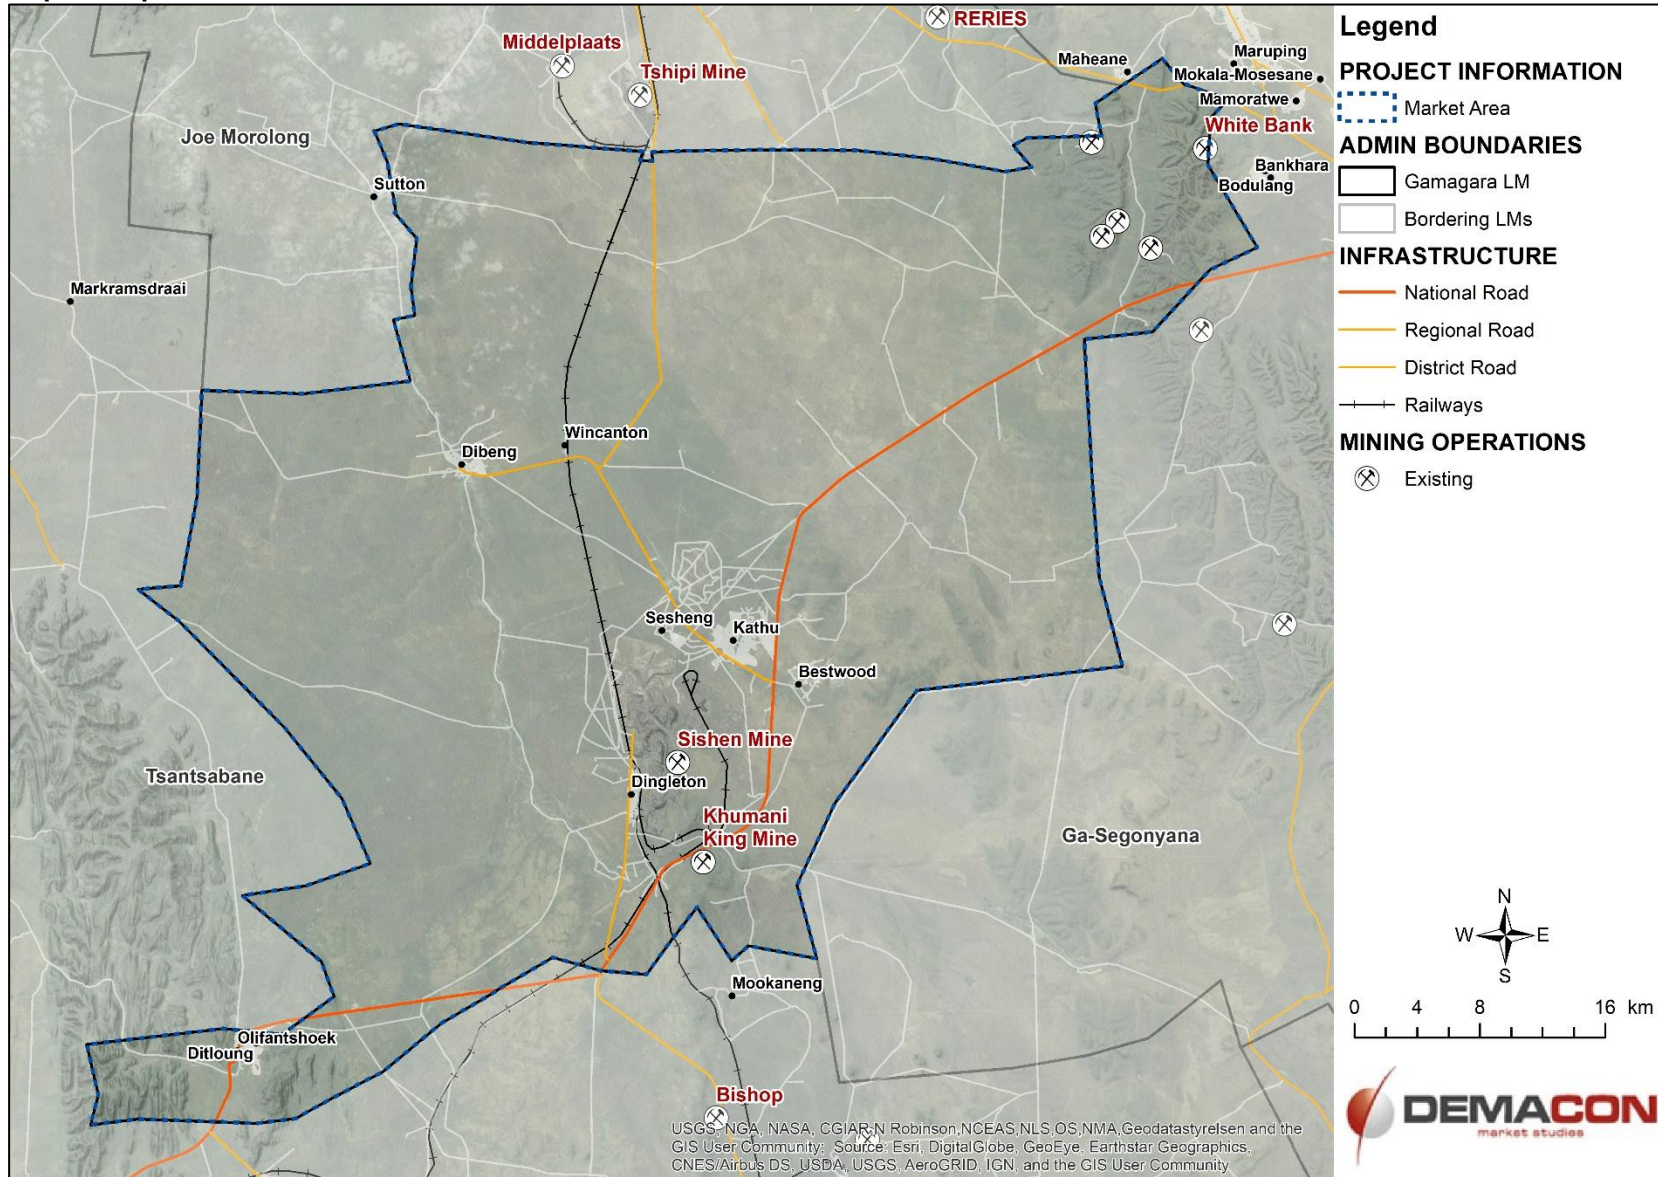 RERIES
Middelplaats
Tshipi Mine
Maheane
Maruping
Mokala-Mosesane
Mamoratwe
White Bank
Joe Morolong
Sutton
Bankhara
Bodulang
Markramsdraai
Wincanton
Dibeng
Sesheng
Kathu
Bestwood
Sishen Mine
Tsantsabane
Dingleton
Khumani
King Mine
Ga-Segonyana
Mookaneng
Olifantshoek
Ditloung
Bishop
USGS, NGA, NASA, CGIAR,N Robinson,NCEAS,NLS,OS,NMA,Geodatastyrelsen and the
GIS User Community; Source: Esri, DigitalGlobe, GeoEye, Earthstar Geographics,
CNES/Airbus DS, USDA, USGS, AeroGRID, IGN, and the GIS User Community
Legend
PROJECT INFORMATION
Market Area
ADMIN BOUNDARIES
Gamagara LM
Bordering LMs
INFRASTRUCTURE
National Road
Regional Road
District Road
Railways
MINING OPERATIONS
Existing
N
W E
S
0 4 8 16 km
DEMACON
market studies